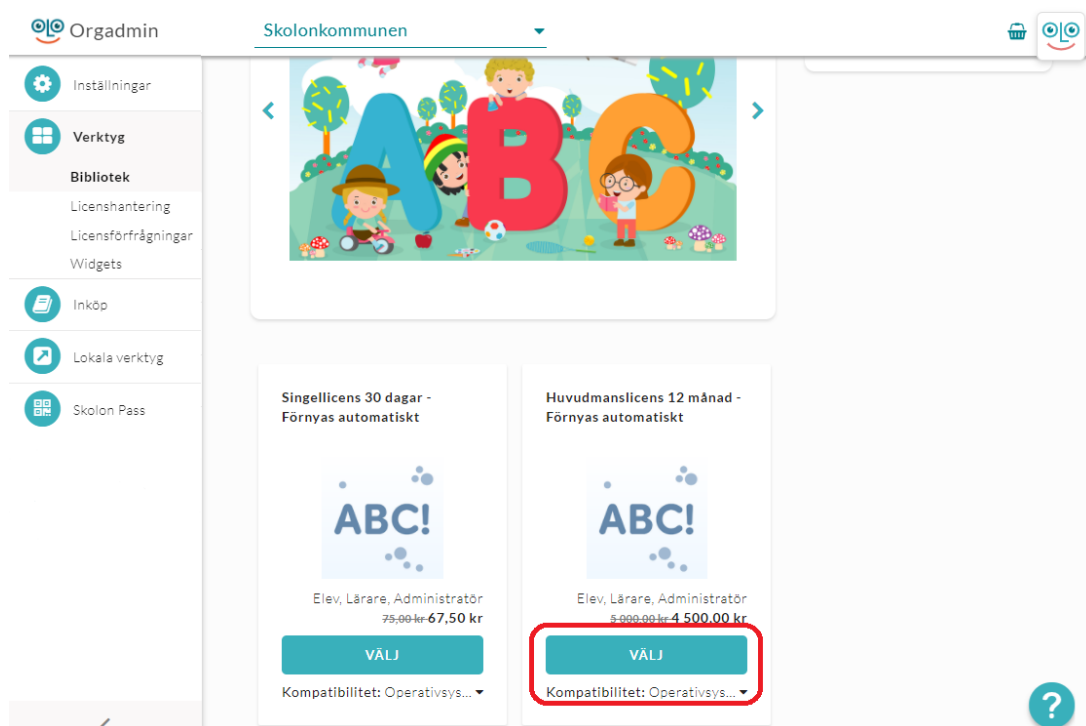 Orgadmin
Skolonkommunen
Inställningar
Verktyg
Bibliotek
Licenshantering
Licensförfrågningar
Widgets
Inköp
Lokala verktyg
Skolon Pass
ABC
Singellicens 30 dagar -
Förnyas automatiskt
ABC!
Elev, Lärare, Administratör
75,00 kr 67,50 kr
VÄLJ
Kompatibilitet: Operativsys...
Huvudmanslicens 12 månad -
Förnyas automatiskt
ABC!
Elev, Lärare, Administratör
5 000,00 kr 4 500,00 kr
VÄLJ
Kompatibilitet: Operativsys...
?